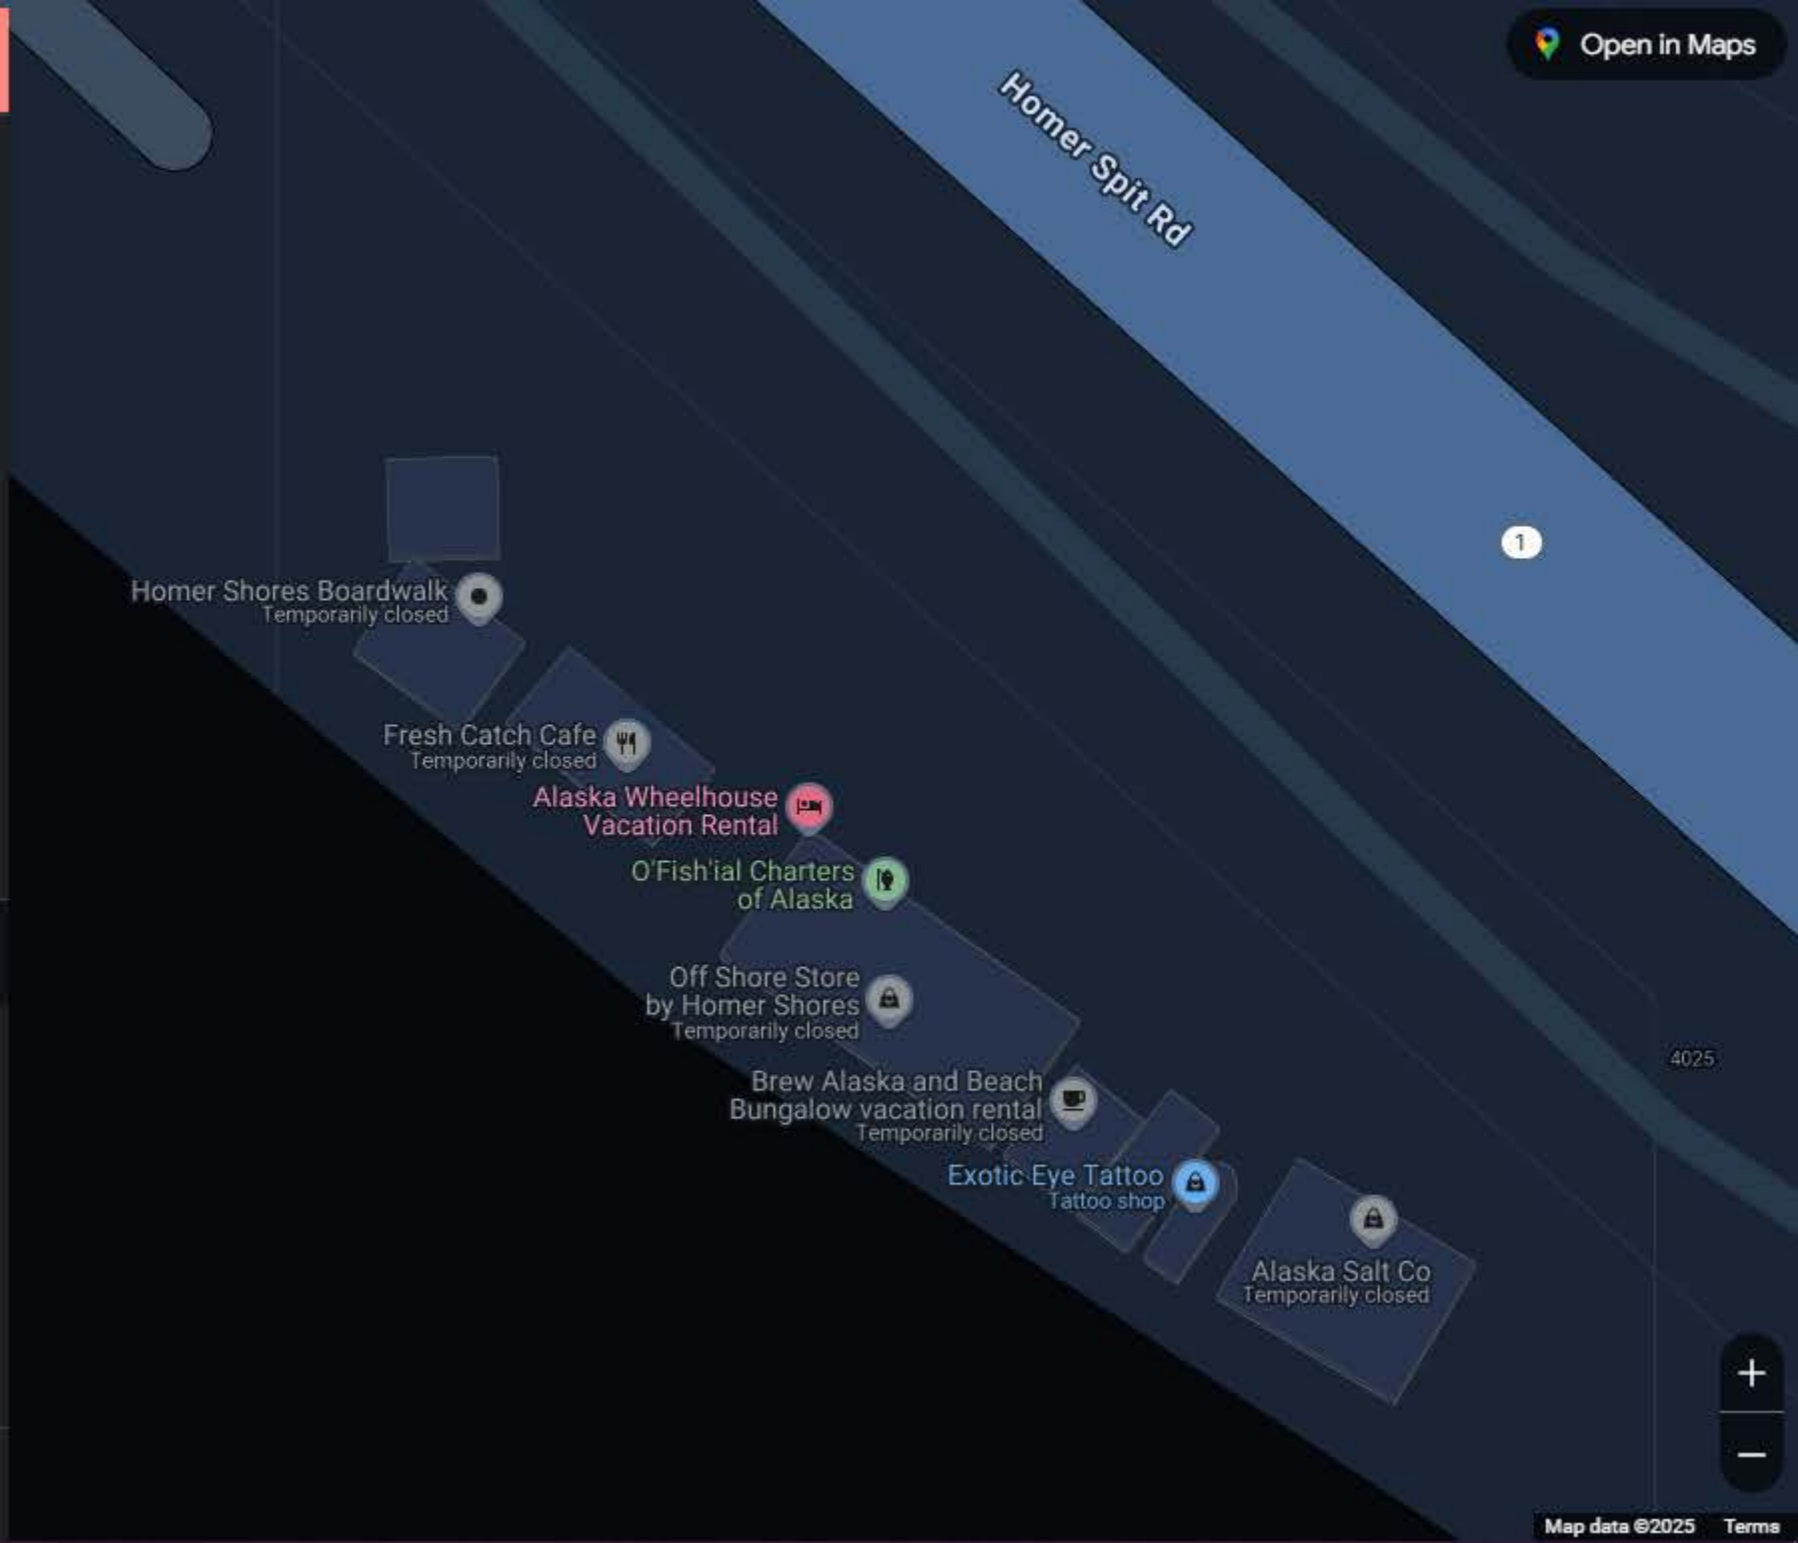 Open in Maps
Homer Spit Rd
1
Homer Shores Boardwalk
Temporarily closed
Fresh Catch Cafe
Temporarily closed
Alaska Wheelhouse
Vacation Rental
O'Fish'ial Charters
of Alaska
Off Shore Store
by Homer Shores
Temporarily closed
4025
Brew Alaska and Beach
Bungalow vacation rental
Temporarily closed
Exotic Eye Tattoo
Tattoo shop
Alaska Salt Co
Temporarily closed
+
−
Map data ©2025 Terms